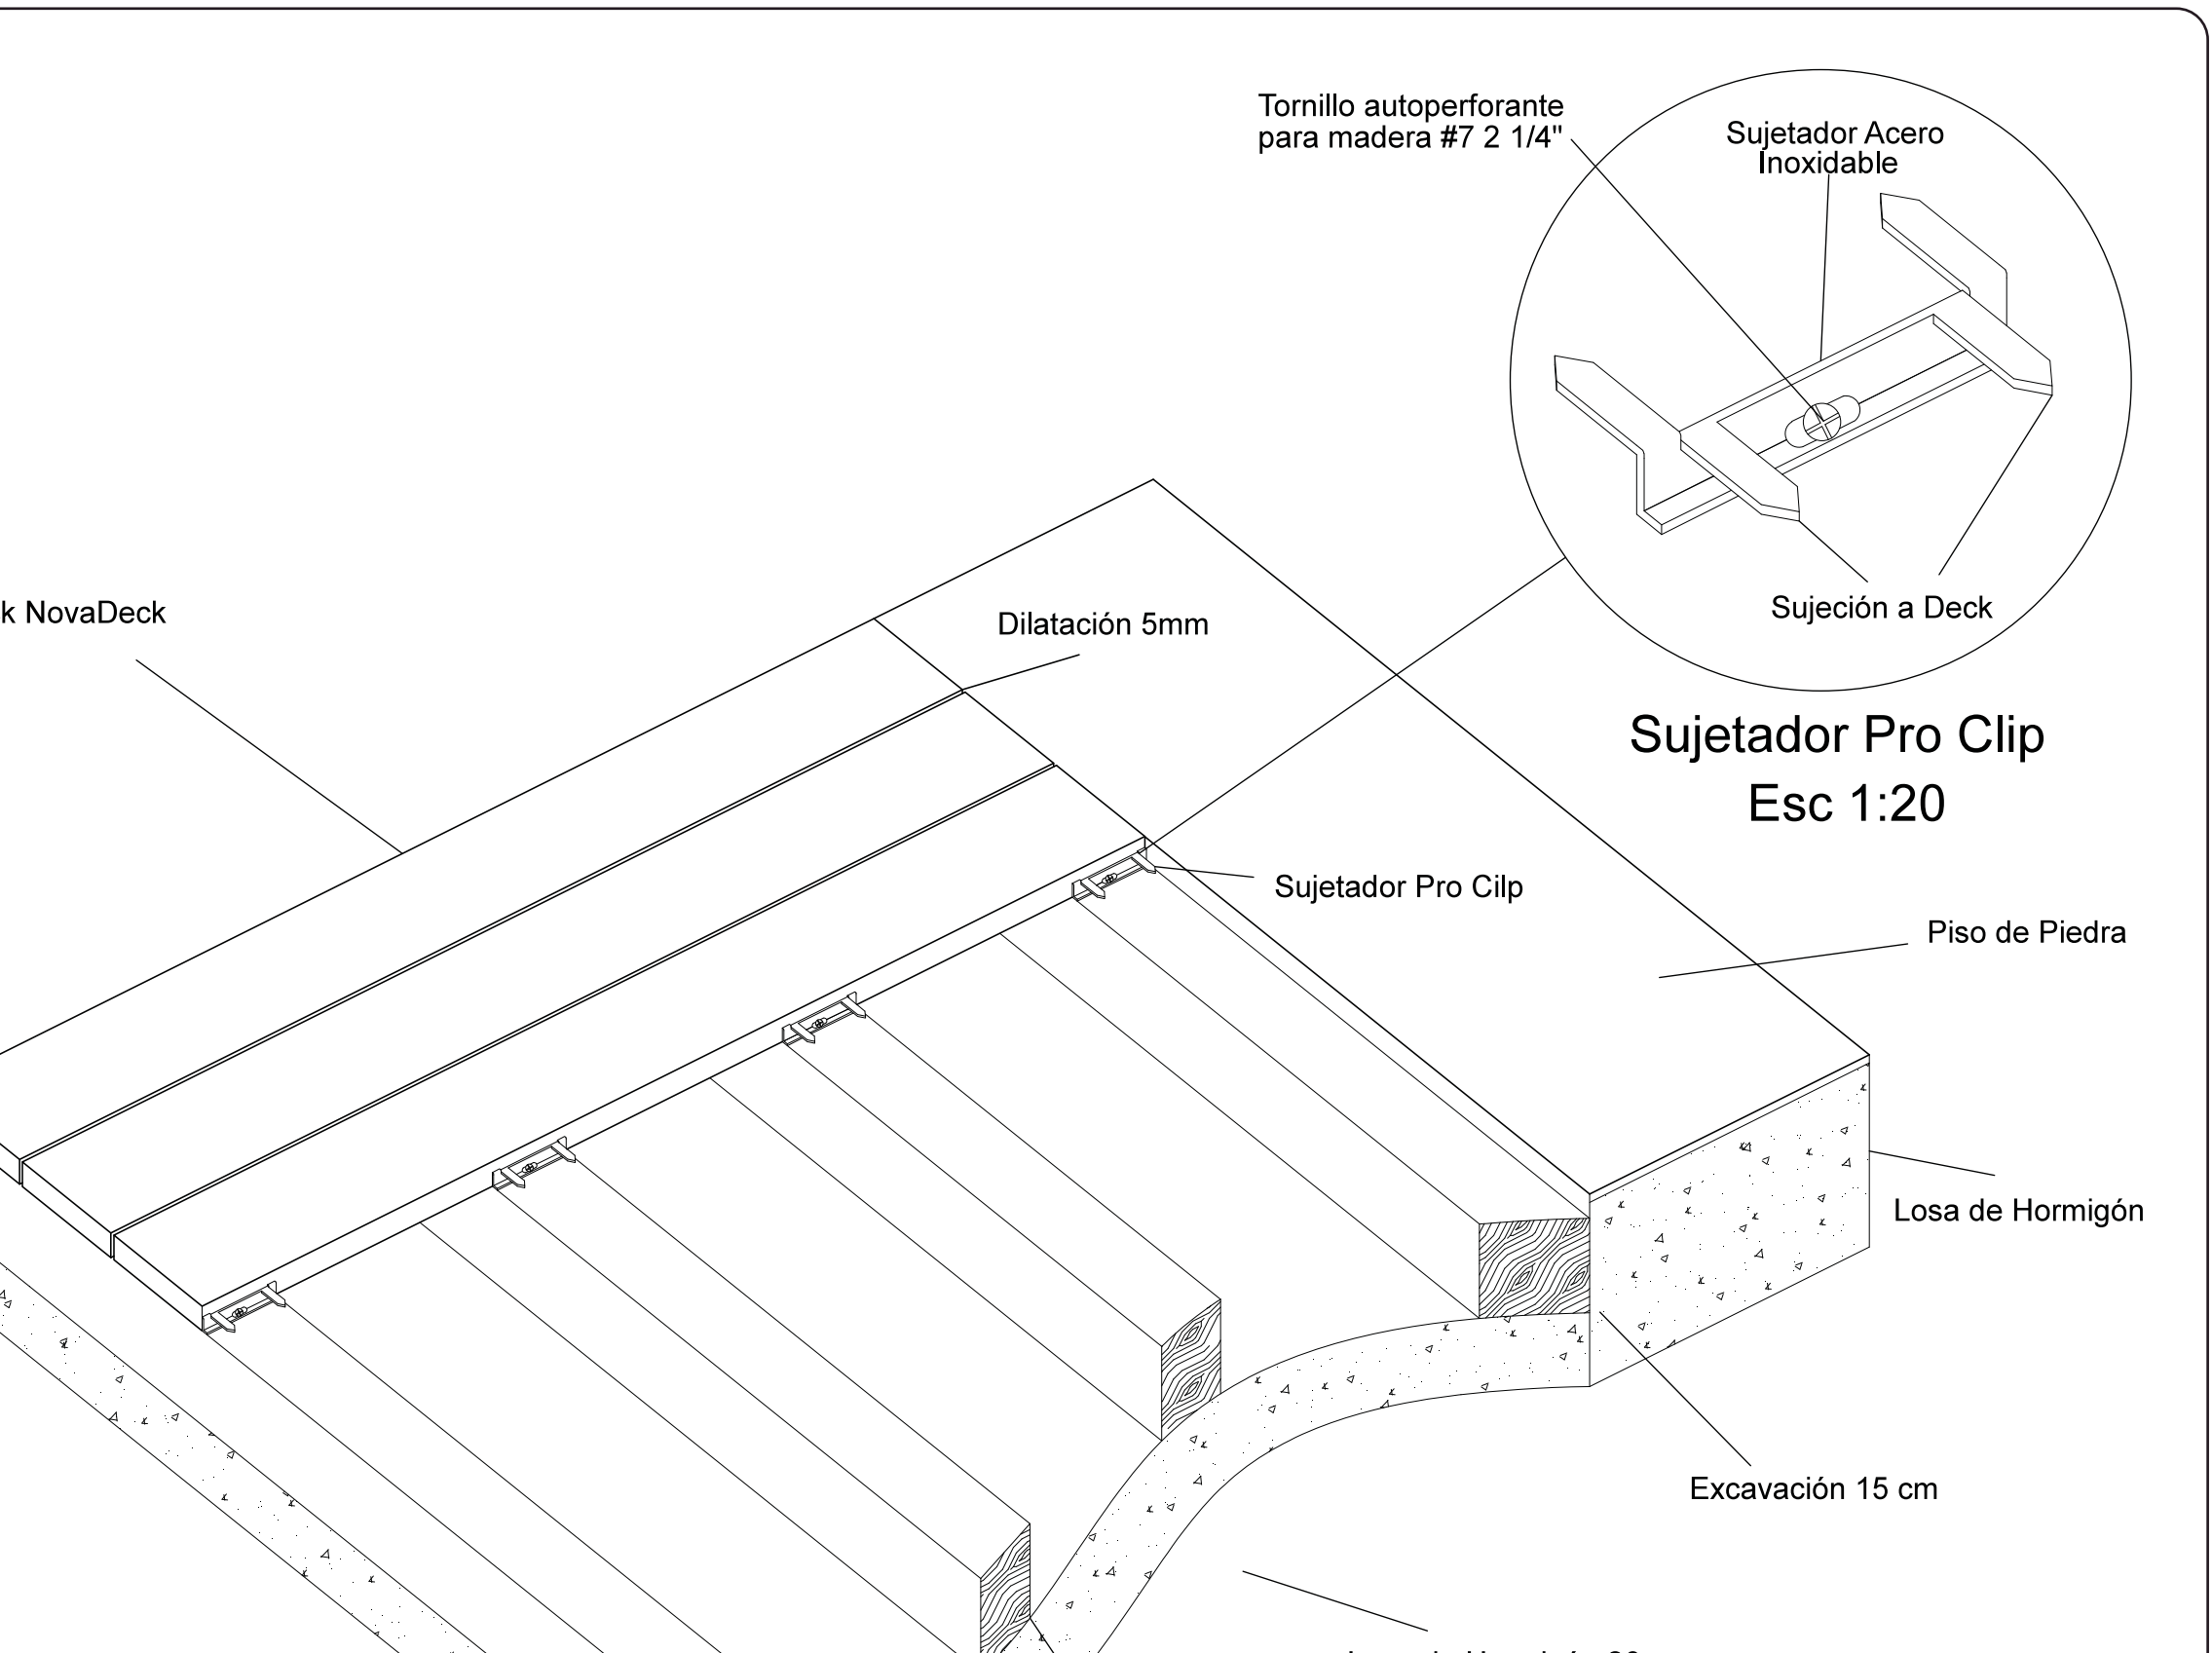 Tornillo autoperforante
para madera #7 2 1/4"
Sujetador Acero
Inoxidable
k NovaDeck
Dilatación 5mm
Sujeción a Deck
Sujetador Pro Clip
Esc 1:20
Sujetador Pro Cilp
Piso de Piedra
Losa de Hormigón
Excavación 15 cm